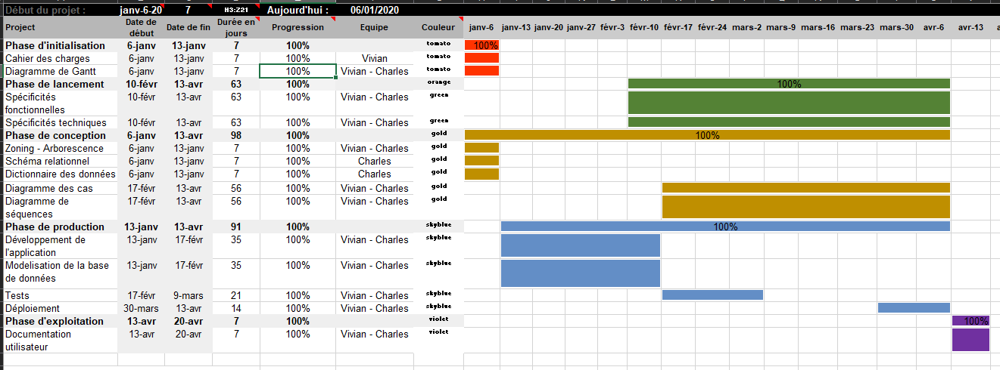 Début du projet : janv-6-20 7 H3:Z21 Aujourd'hui : 06/01/2020
Project Date de début Date de fin Durée en jours Progression Equipe Couleur janv-6 janv-13 janv-20 janv-27 févr-3 févr-10 févr-17 févr-24 mars-2 mars-9 mars-16 mars-23 mars-30 avr-6 avr-13
Phase d'initialisation 6-janv 13-janv 7 100% tomato 100%
Cahier des charges 6-janv 13-janv 7 100% Vivian tomato
Diagramme de Gantt 6-janv 13-janv 7 100% Vivian - Charles tomato
Phase de lancement 10-févr 13-avr 63 100% orange 100%
Spécificités fonctionnelles 10-févr 13-avr 63 100% Vivian - Charles green
Spécificités techniques 10-févr 13-avr 63 100% Vivian - Charles green
Phase de conception 6-janv 13-avr 98 100% gold 100%
Zoning - Arborescence 6-janv 13-janv 7 100% Vivian - Charles gold
Schéma relationnel 6-janv 13-janv 7 100% Charles gold
Dictionnaire des données 6-janv 13-janv 7 100% Charles gold
Diagramme des cas 17-févr 13-avr 56 100% Vivian - Charles gold
Diagramme de séquences 17-févr 13-avr 56 100% Vivian - Charles gold
Phase de production 13-janv 13-avr 91 100% skyblue 100%
Développement de l'application 13-janv 17-févr 35 100% Vivian - Charles skyblue
Modelisation de la base de données 13-janv 17-févr 35 100% Vivian - Charles skyblue
Tests 17-févr 9-mars 21 100% Vivian - Charles skyblue
Déploiement 30-mars 13-avr 14 100% Vivian - Charles skyblue
Phase d'exploitation 13-avr 20-avr 7 100% violet 100%
Documentation utilisateur 13-avr 20-avr 7 100% Vivian - Charles violet